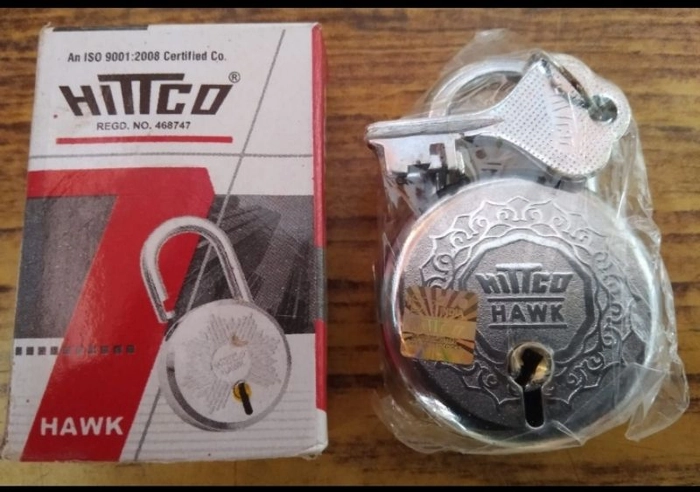 An ISO 9001:2008 Certified Co.
HiTTCO®
REGD. NO. 468747
7
HAWK
HiTTCO
HAWK